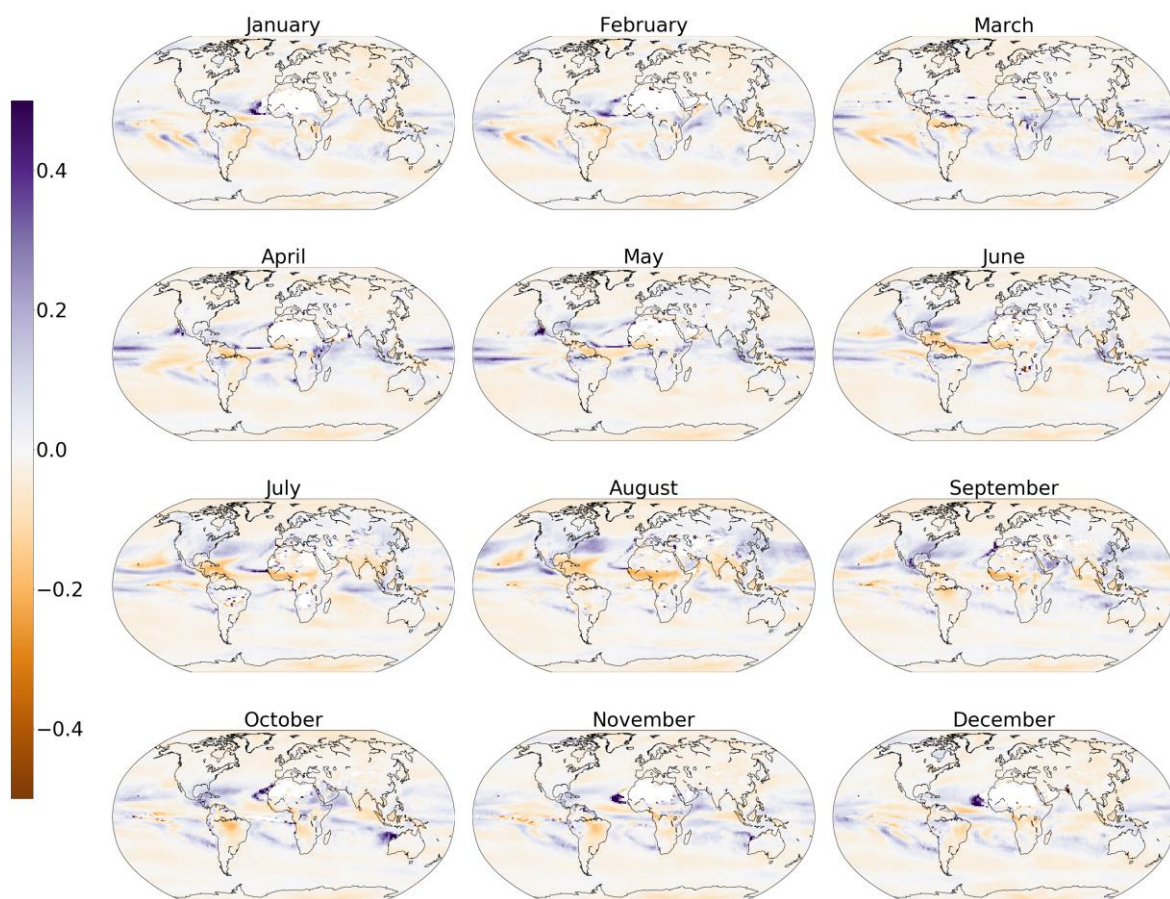 January
February
March
0.4
April
May
June
0.2
0.0
July
August
September
−0.2
−0.4
October
November
December